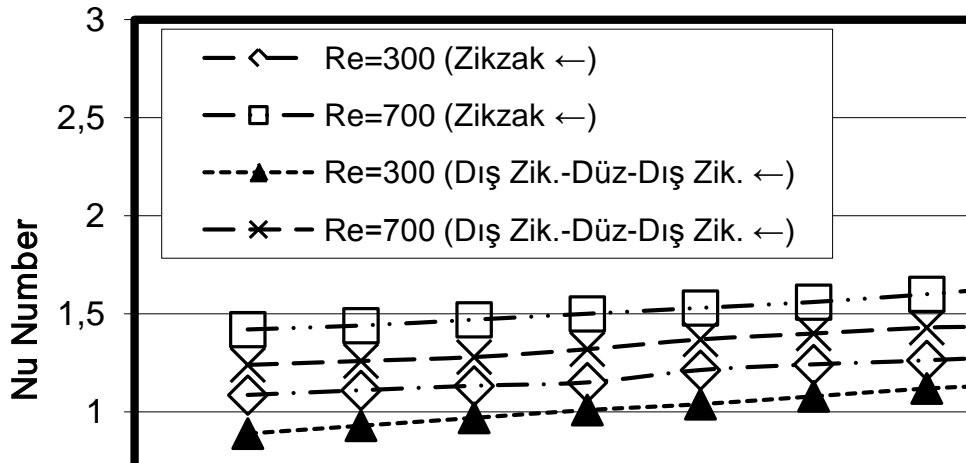 3
2,5
2
1,5
1
Nu Number
Re=300 (Zikzak ←)
Re=700 (Zikzak ←)
Re=300 (Dış Zik.-Düz-Dış Zik. ←)
Re=700 (Dış Zik.-Düz-Dış Zik. ←)